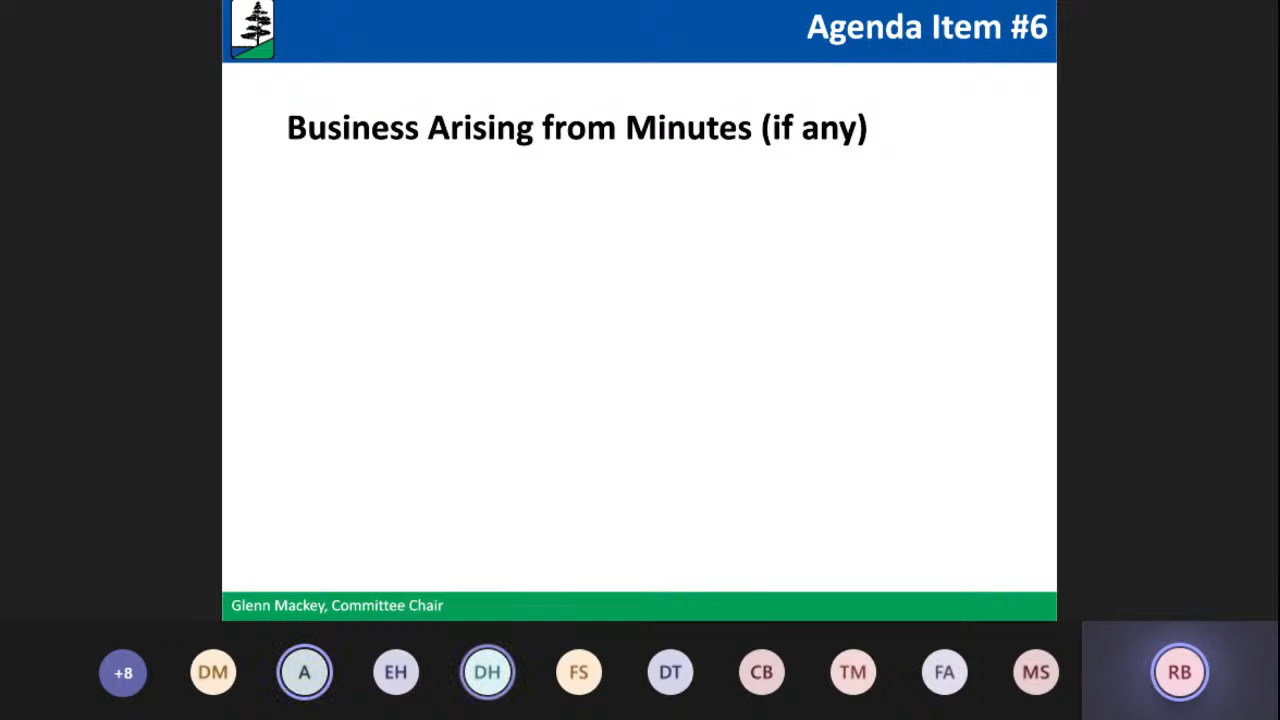 Agenda Item #6
Business Arising from Minutes (if any)
Glenn Mackey, Committee Chair
+8 DM A EH DH FS DT CB TM FA MS RB